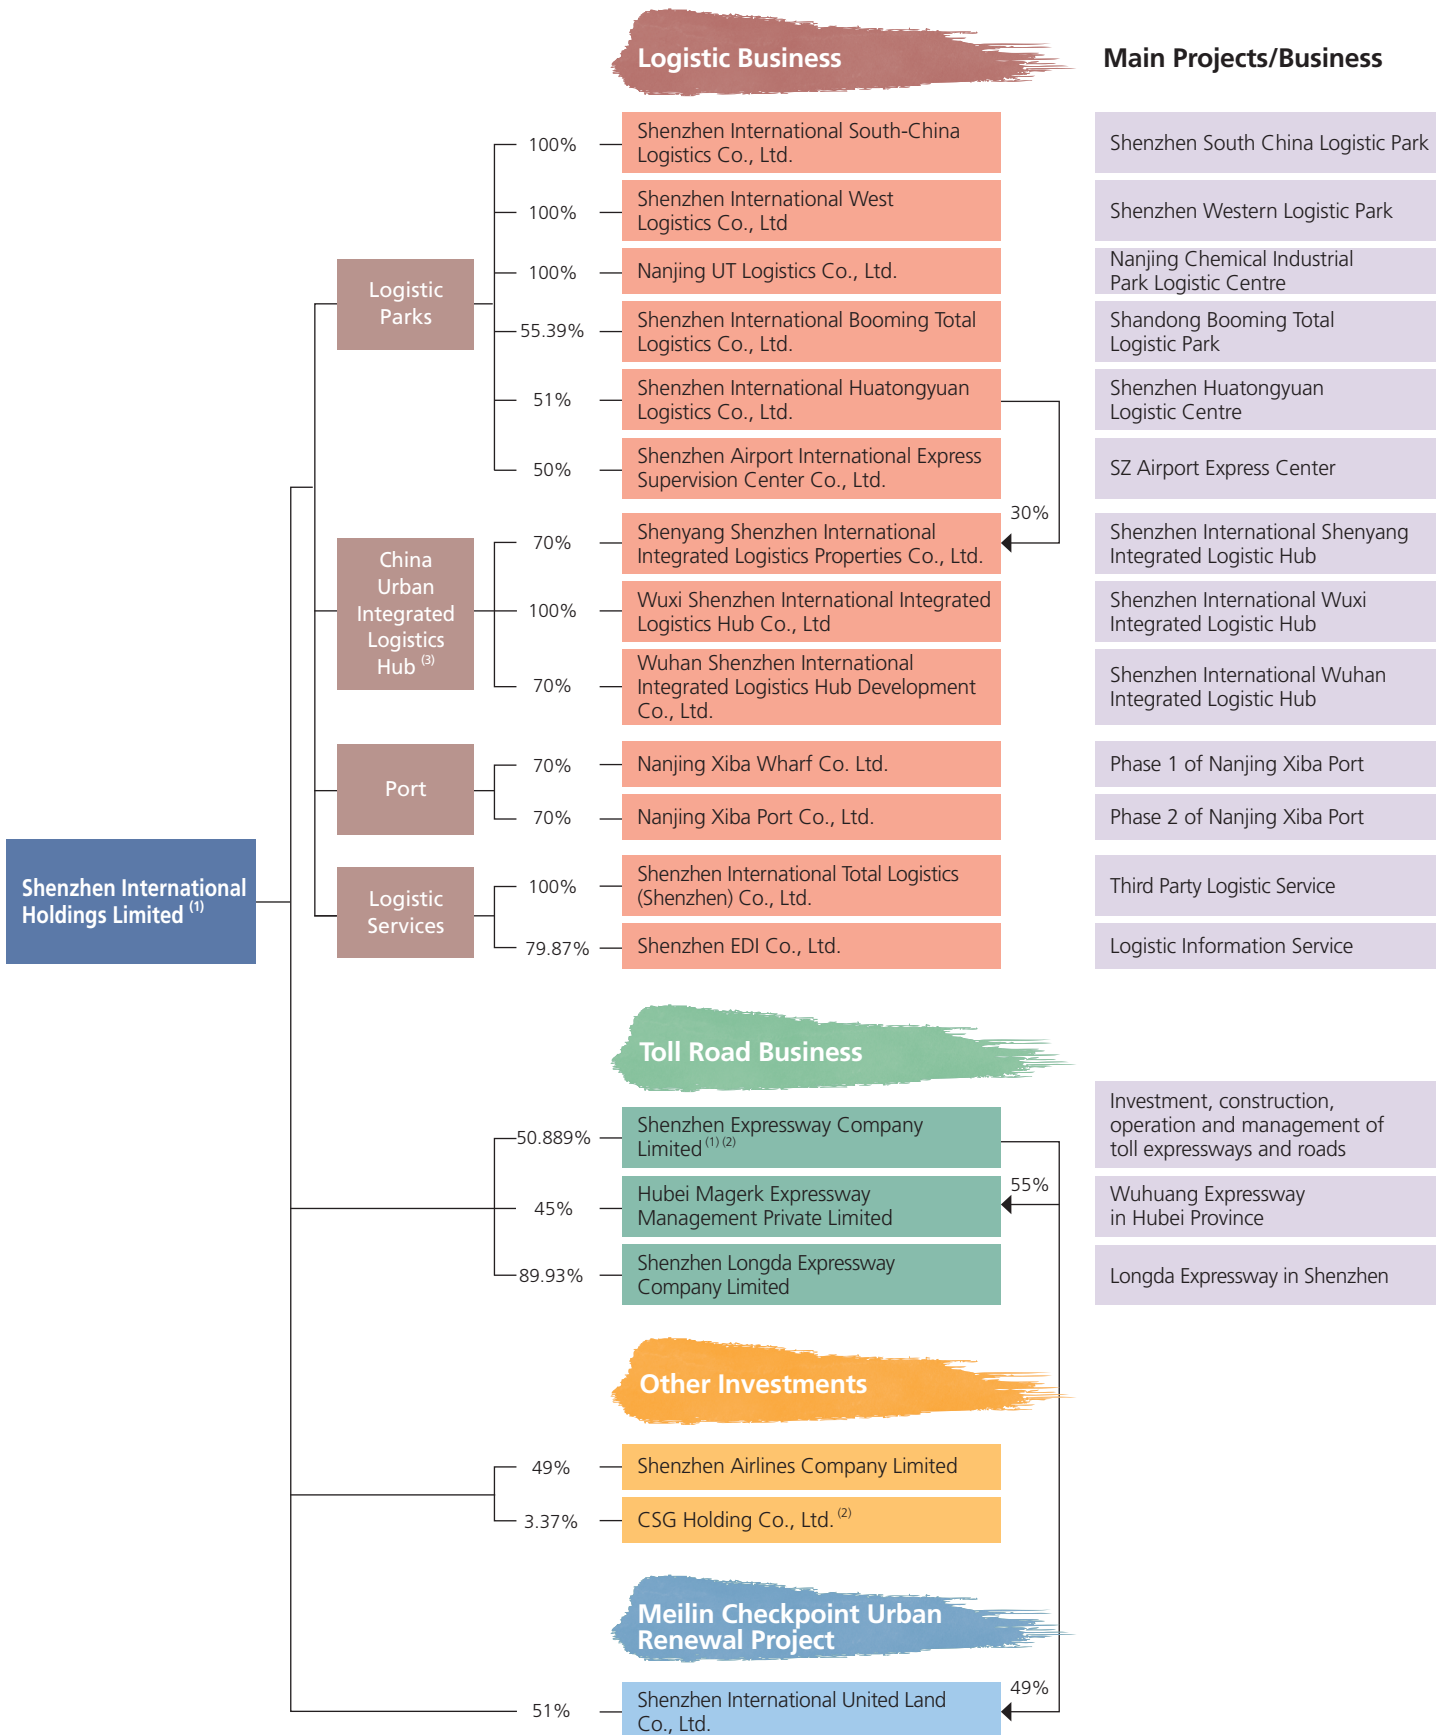 Logistic Business
Main Projects/Business
Logistic
Parks
100%
Shenzhen International South-China
Logistics Co., Ltd.
Shenzhen South China Logistic Park
100%
Shenzhen International West
Logistics Co., Ltd
Shenzhen Western Logistic Park
100%
Nanjing UT Logistics Co., Ltd.
Nanjing Chemical Industrial
Park Logistic Centre
55.39%
Shenzhen International Booming Total
Logistics Co., Ltd.
Shandong Booming Total
Logistic Park
51%
Shenzhen International Huatongyuan
Logistics Co., Ltd.
Shenzhen Huatongyuan
Logistic Centre
50%
Shenzhen Airport International Express
Supervision Center Co., Ltd.
SZ Airport Express Center
30%
China
Urban
Integrated
Logistics
Hub (3)
70%
Shenyang Shenzhen International
Integrated Logistics Properties Co., Ltd.
Shenzhen International Shenyang
Integrated Logistic Hub
100%
Wuxi Shenzhen International Integrated
Logistics Hub Co., Ltd
Shenzhen International Wuxi
Integrated Logistic Hub
70%
Wuhan Shenzhen International
Integrated Logistics Hub Development
Co., Ltd.
Shenzhen International Wuhan
Integrated Logistic Hub
Port
70%
Nanjing Xiba Wharf Co. Ltd.
Phase 1 of Nanjing Xiba Port
70%
Nanjing Xiba Port Co., Ltd.
Phase 2 of Nanjing Xiba Port
Shenzhen International
Holdings Limited (1)
Logistic
Services
100%
Shenzhen International Total Logistics
(Shenzhen) Co., Ltd.
Third Party Logistic Service
79.87%
Shenzhen EDI Co., Ltd.
Logistic Information Service
Toll Road Business
50.889%
Shenzhen Expressway Company
Limited (1) (2)
Investment, construction,
operation and management of
toll expressways and roads
45%
Hubei Magerk Expressway
Management Private Limited
55%
Wuhuang Expressway
in Hubei Province
89.93%
Shenzhen Longda Expressway
Company Limited
Longda Expressway in Shenzhen
Other Investments
49%
Shenzhen Airlines Company Limited
3.37%
CSG Holding Co., Ltd. (2)
Meilin Checkpoint Urban
Renewal Project
51%
Shenzhen International United Land
Co., Ltd.
49%